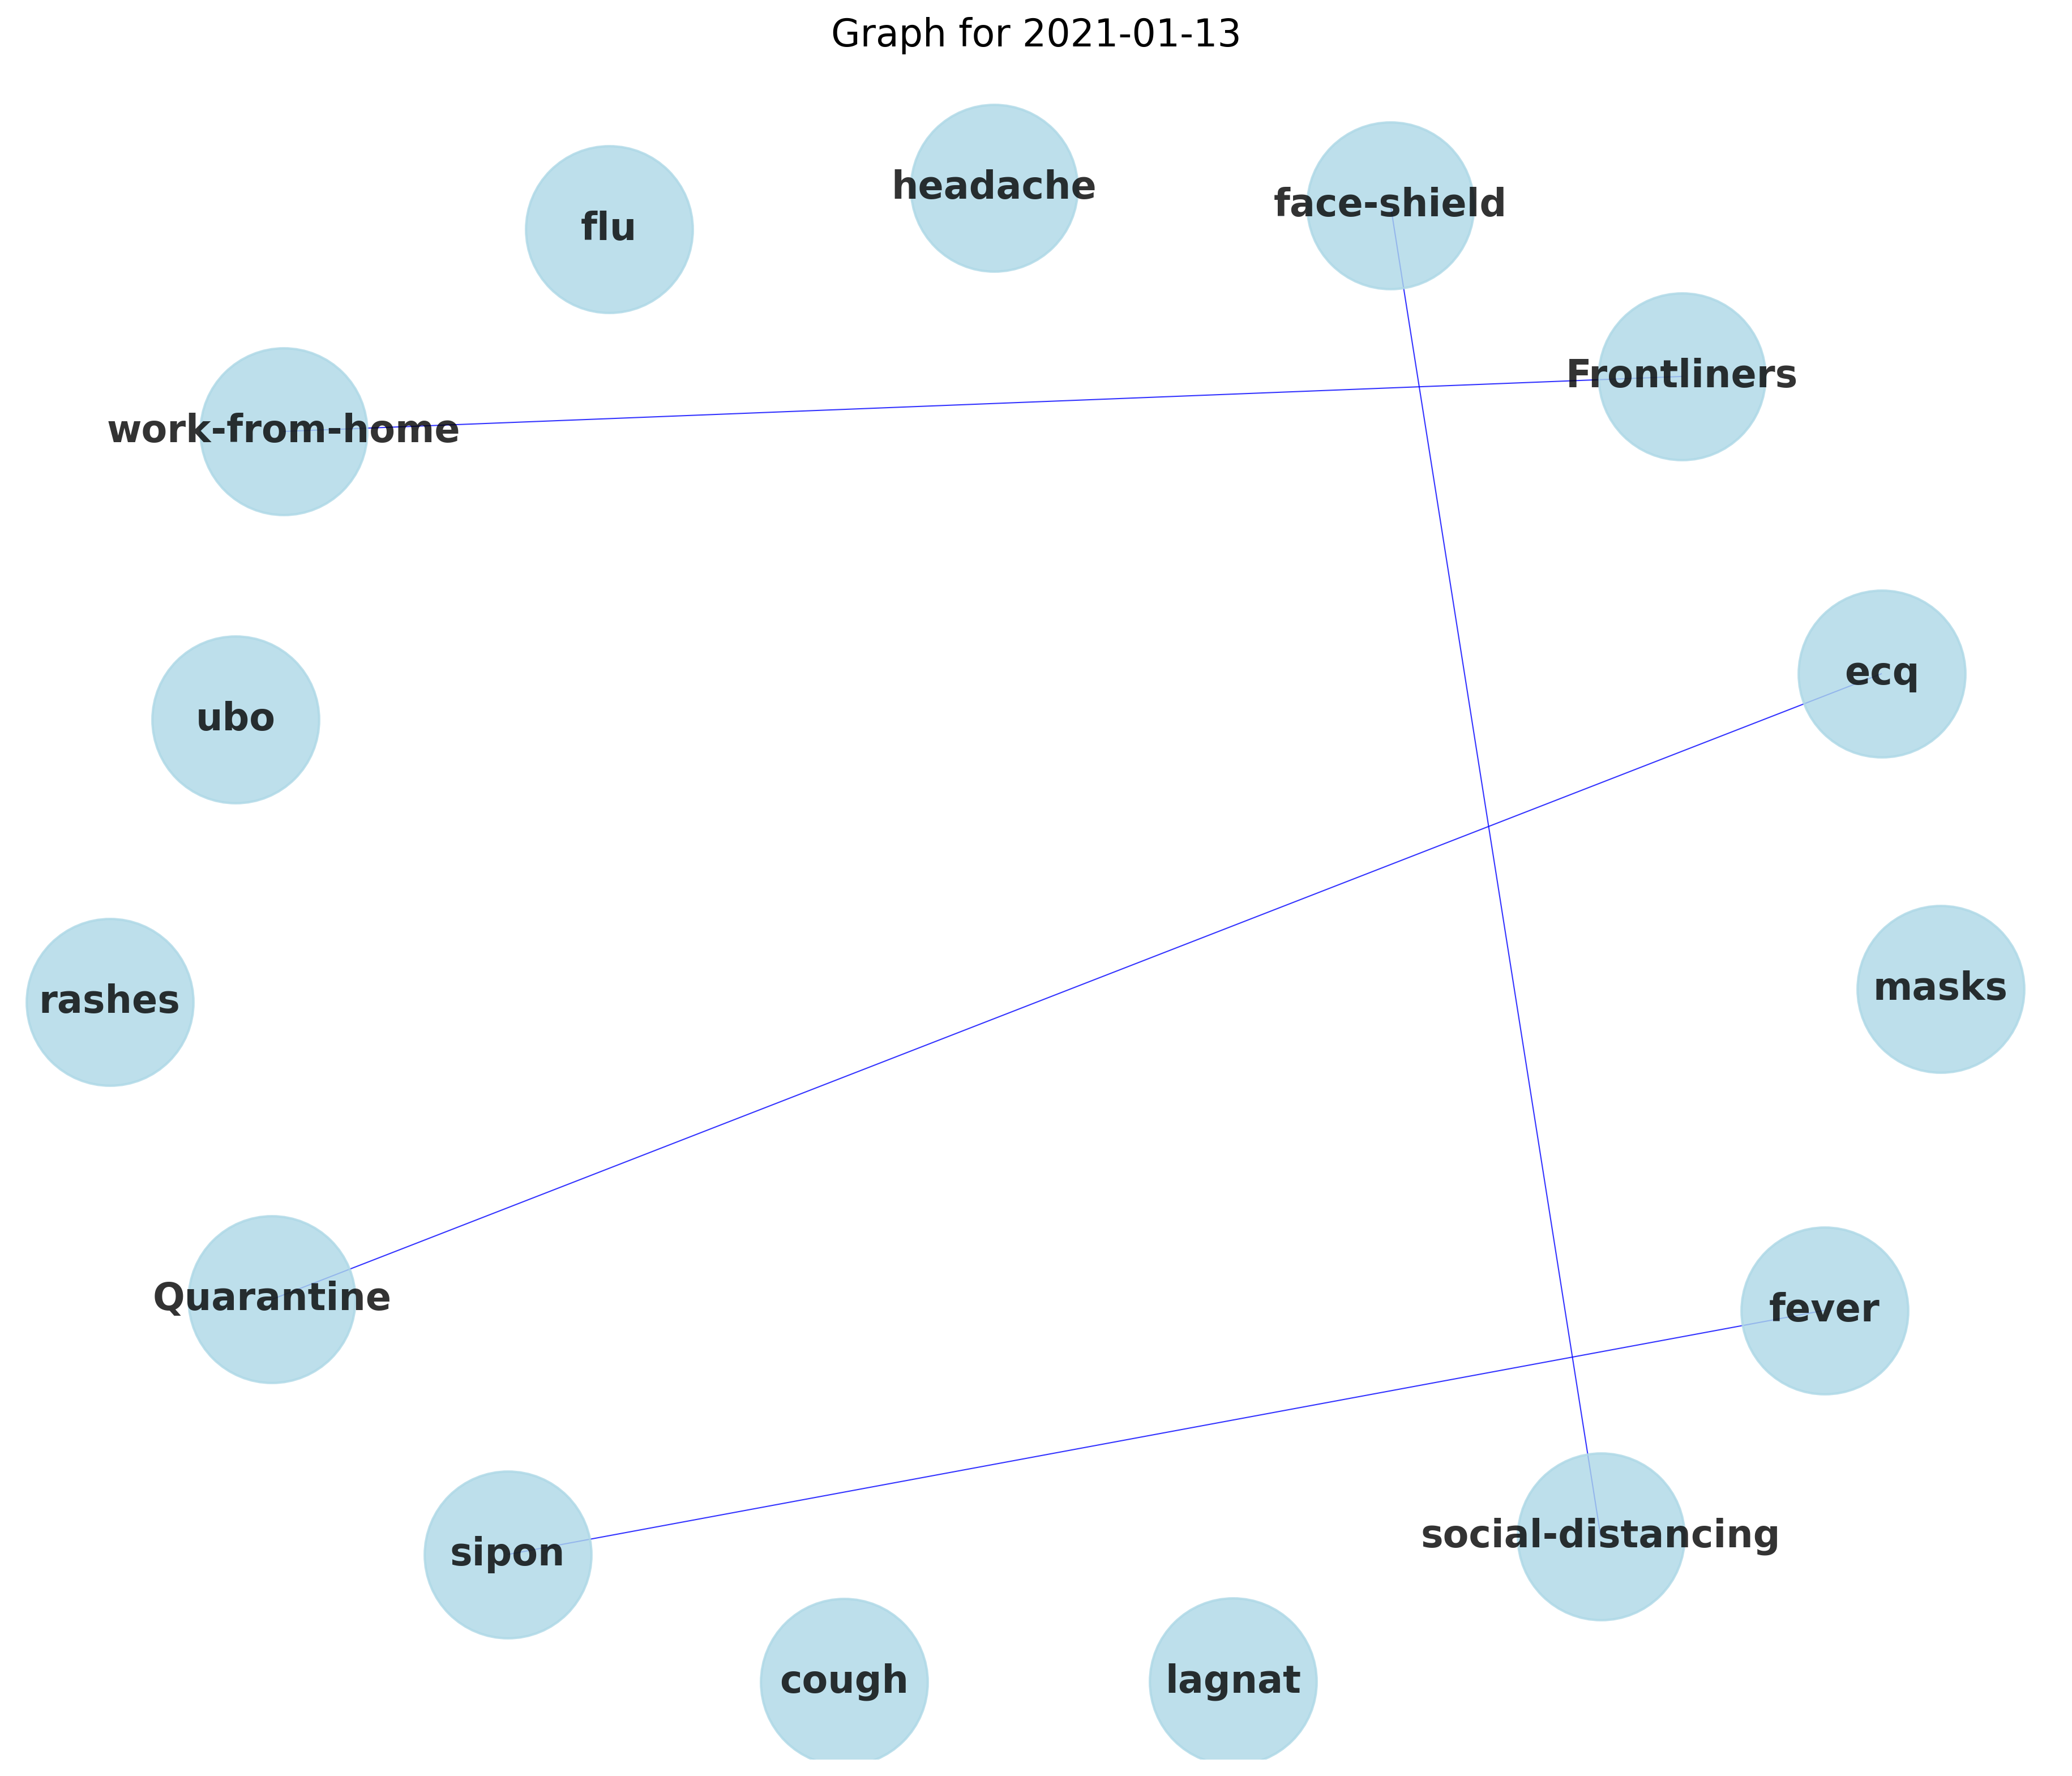 Graph for 2021-01-13
headache
face-shield
flu
Frontliners
work-from-home
ecq
ubo
masks
rashes
Quarantine
fever
social-distancing
sipon
cough
lagnat